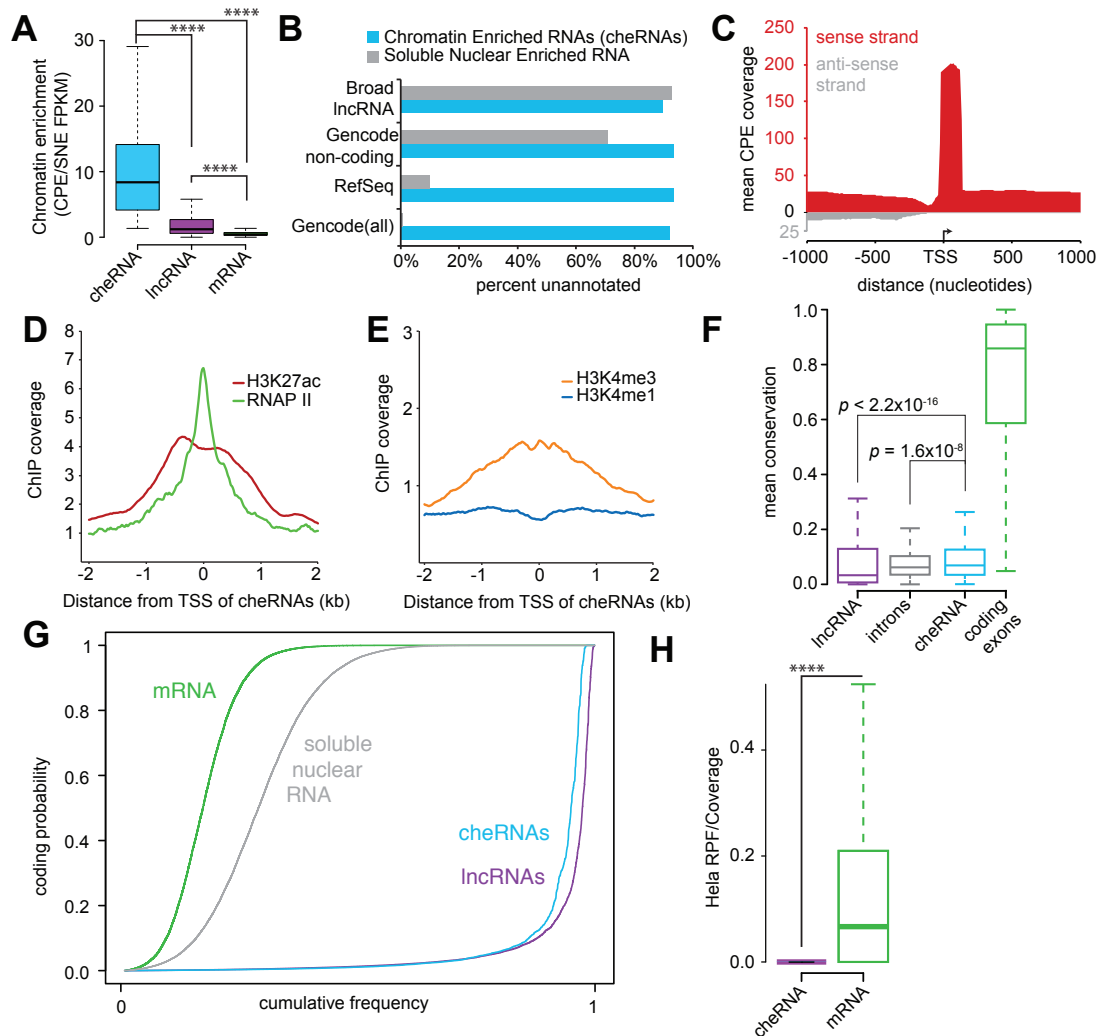 A
****
****
****
Chromatin enrichment
(CPE/SNE FPKM)
30
20
10
0
cheRNA
lncRNA
mRNA
B
Chromatin Enriched RNAs (cheRNAs)
Soluble Nuclear Enriched RNA
Broad
lncRNA
Gencode
non-coding
RefSeq
Gencode(all)
0% 20% 40% 60% 80% 100%
percent unannotated
C
sense strand
anti-sense
strand
mean CPE coverage
250
200
150
100
50
0
25
-1000 -500 TSS 500 1000
distance (nucleotides)
D
ChIP coverage
8
7
6
5
4
3
2
1
H3K27ac
RNAP II
-2 -1 0 1 2
Distance from TSS of cheRNAs (kb)
E
ChIP coverage
3
2
1
H3K4me3
H3K4me1
-2 -1 0 1 2
Distance from TSS of cheRNAs (kb)
F
mean conservation
1.0
0.8
0.6
0.4
0.2
0.0
p < 2.2x10-16
p = 1.6x10-8
lncRNA
introns
cheRNA
coding
exons
G
coding probability
1
0.8
0.6
0.4
0.2
0.0
mRNA
soluble
nuclear
RNA
cheRNAs
lncRNAs
0 1
cumulative frequency
H
****
Hela RPF/Coverage
0.4
0.2
0.0
cheRNA
mRNA